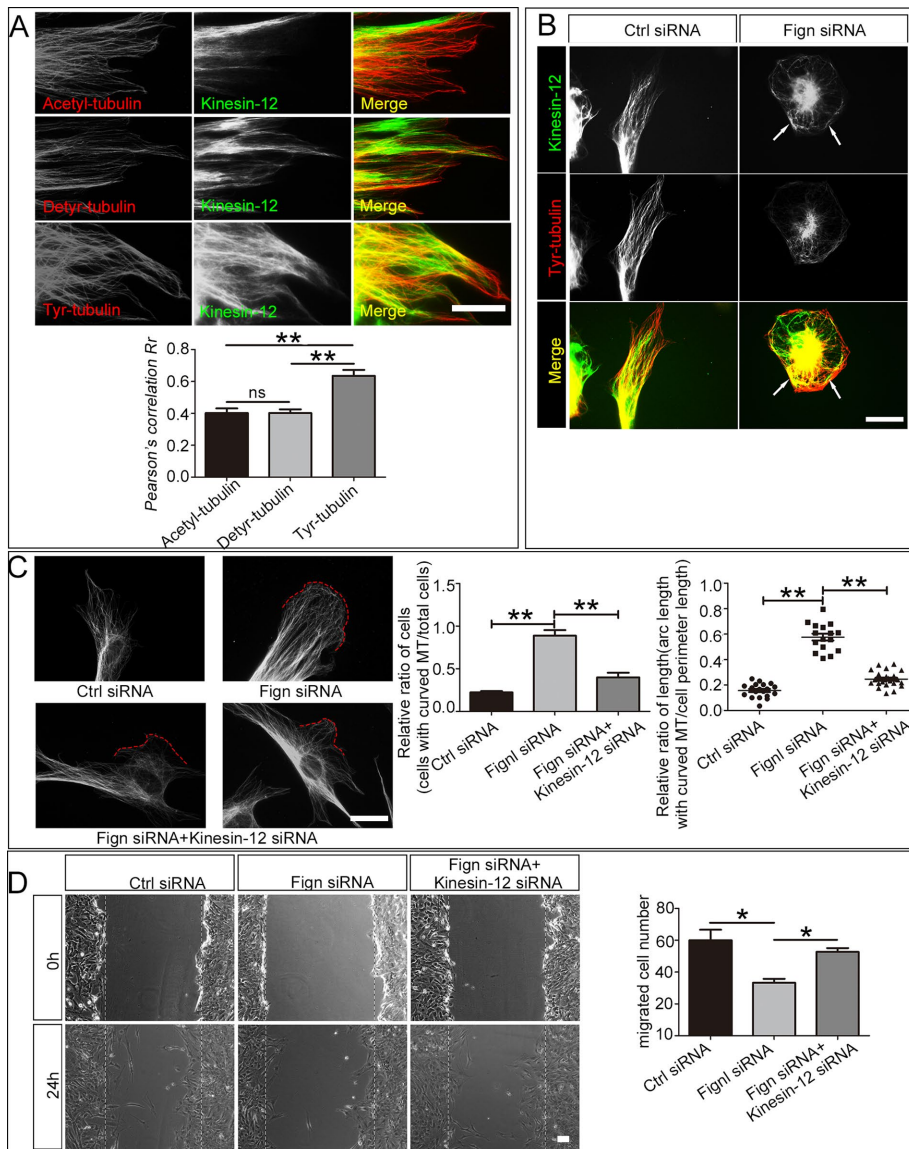 A
Acetyl-tubulin
Kinesin-12
Merge
Detyr-tubulin
Kinesin-12
Merge
Tyr-tubulin
Kinesin-12
Merge
Pearson's correlation Rr
0.8
0.6
0.4
0.2
0.0
**
**
ns
Acetyl-tubulin
Detyr-tubulin
Tyr-tubulin
B
Ctrl siRNA
Fign siRNA
Kinesin-12
Tyr-tubulin
Merge
C
Ctrl siRNA
Fign siRNA
Fign siRNA+Kinesin-12 siRNA
Relative ratio of cells
(cells with curved MT/total cells)
1.5
1.0
0.5
0.0
**
**
Ctrl siRNA
Fignl siRNA
Fign siRNA+
Kinesin-12 siRNA
Relative ratio of length(arc length
with curved MT/cell perimeter length)
1.0
0.8
0.6
0.4
0.2
0.0
**
**
Ctrl siRNA
Fignl siRNA
Fign siRNA+
Kinesin-12 siRNA
D
Ctrl siRNA
Fign siRNA
Fign siRNA+
Kinesin-12 siRNA
0h
24h
migrated cell number
60
40
20
10
*
*
Ctrl siRNA
Fignl siRNA
Fign siRNA+
Kinesin-12 siRNA